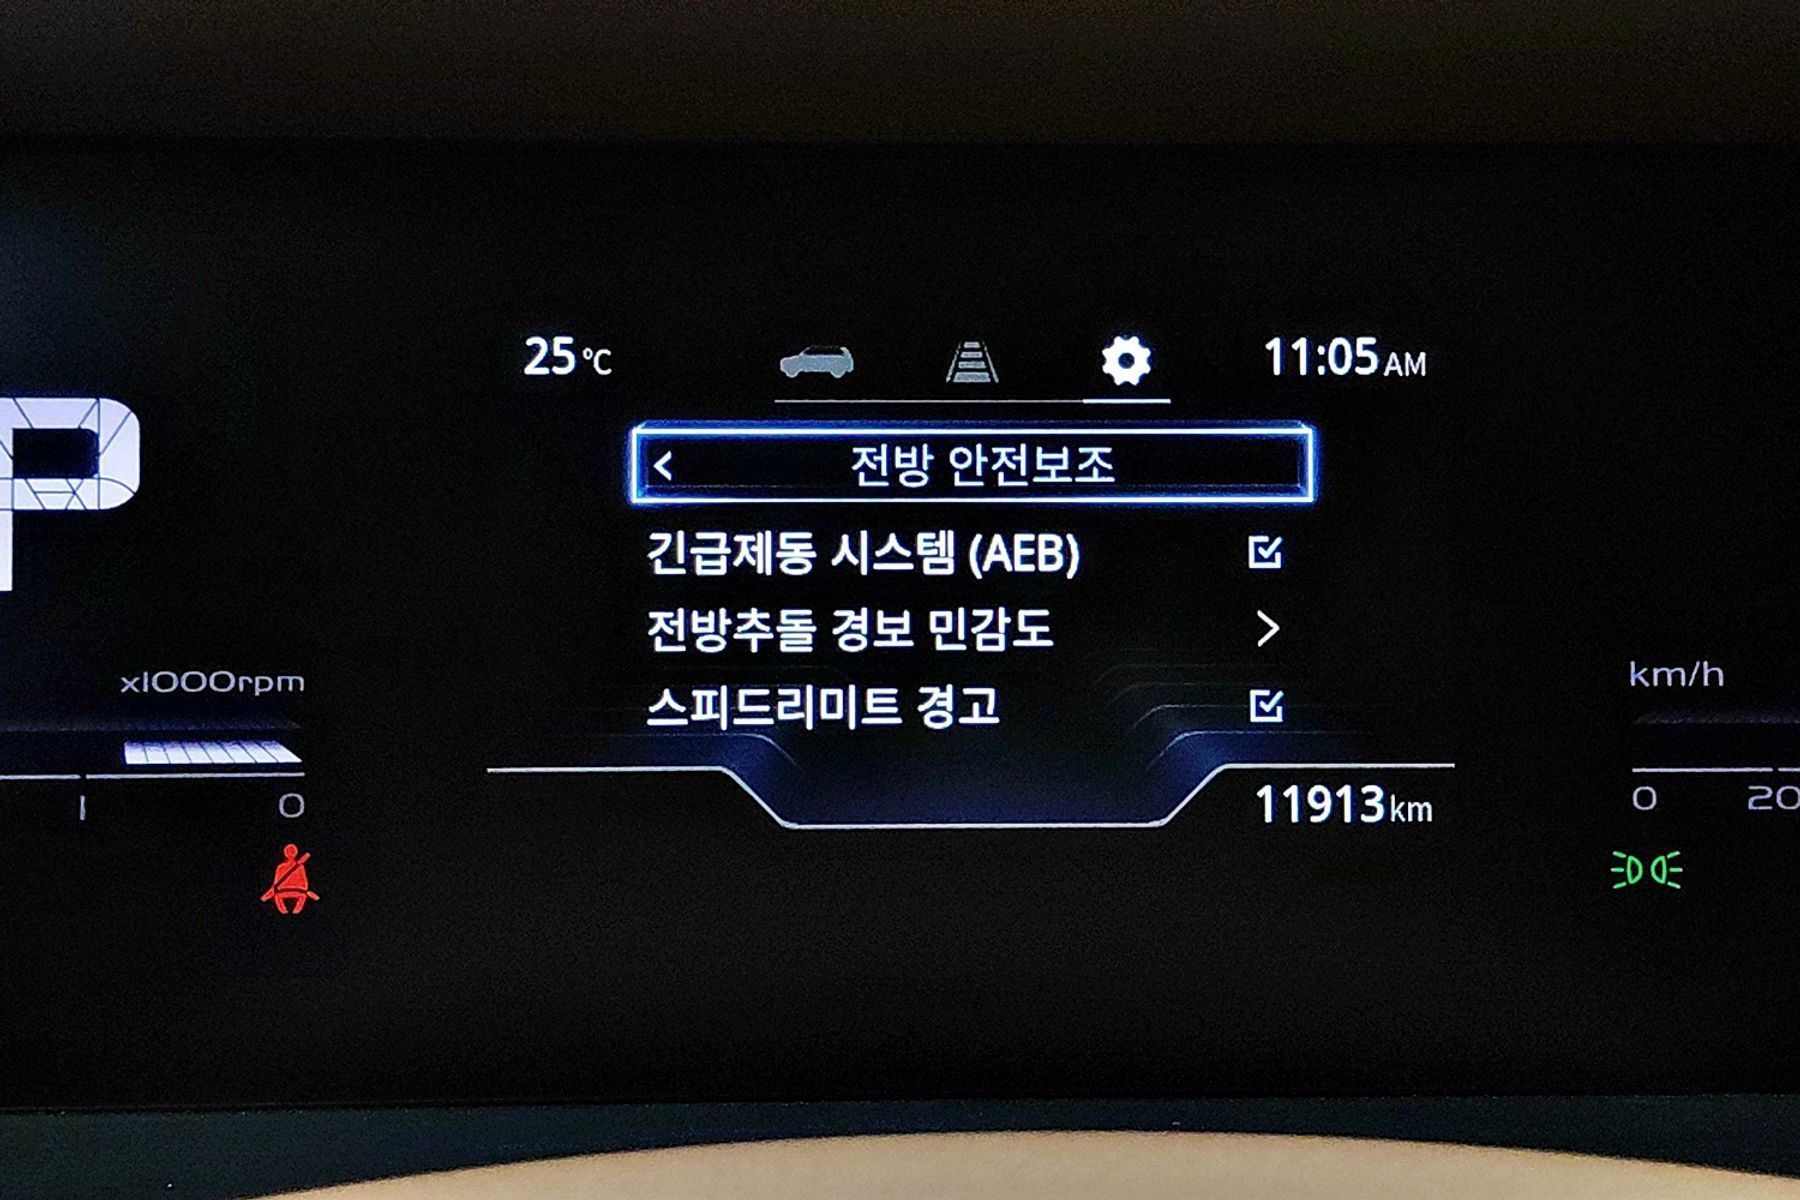 25°C
11:05AM
P
전방 안전보조
긴급제동 시스템 (AEB)
전방추돌 경보 민감도
스피드리미트 경고
x1000rpm
km/h
1 0
11913km
0 20